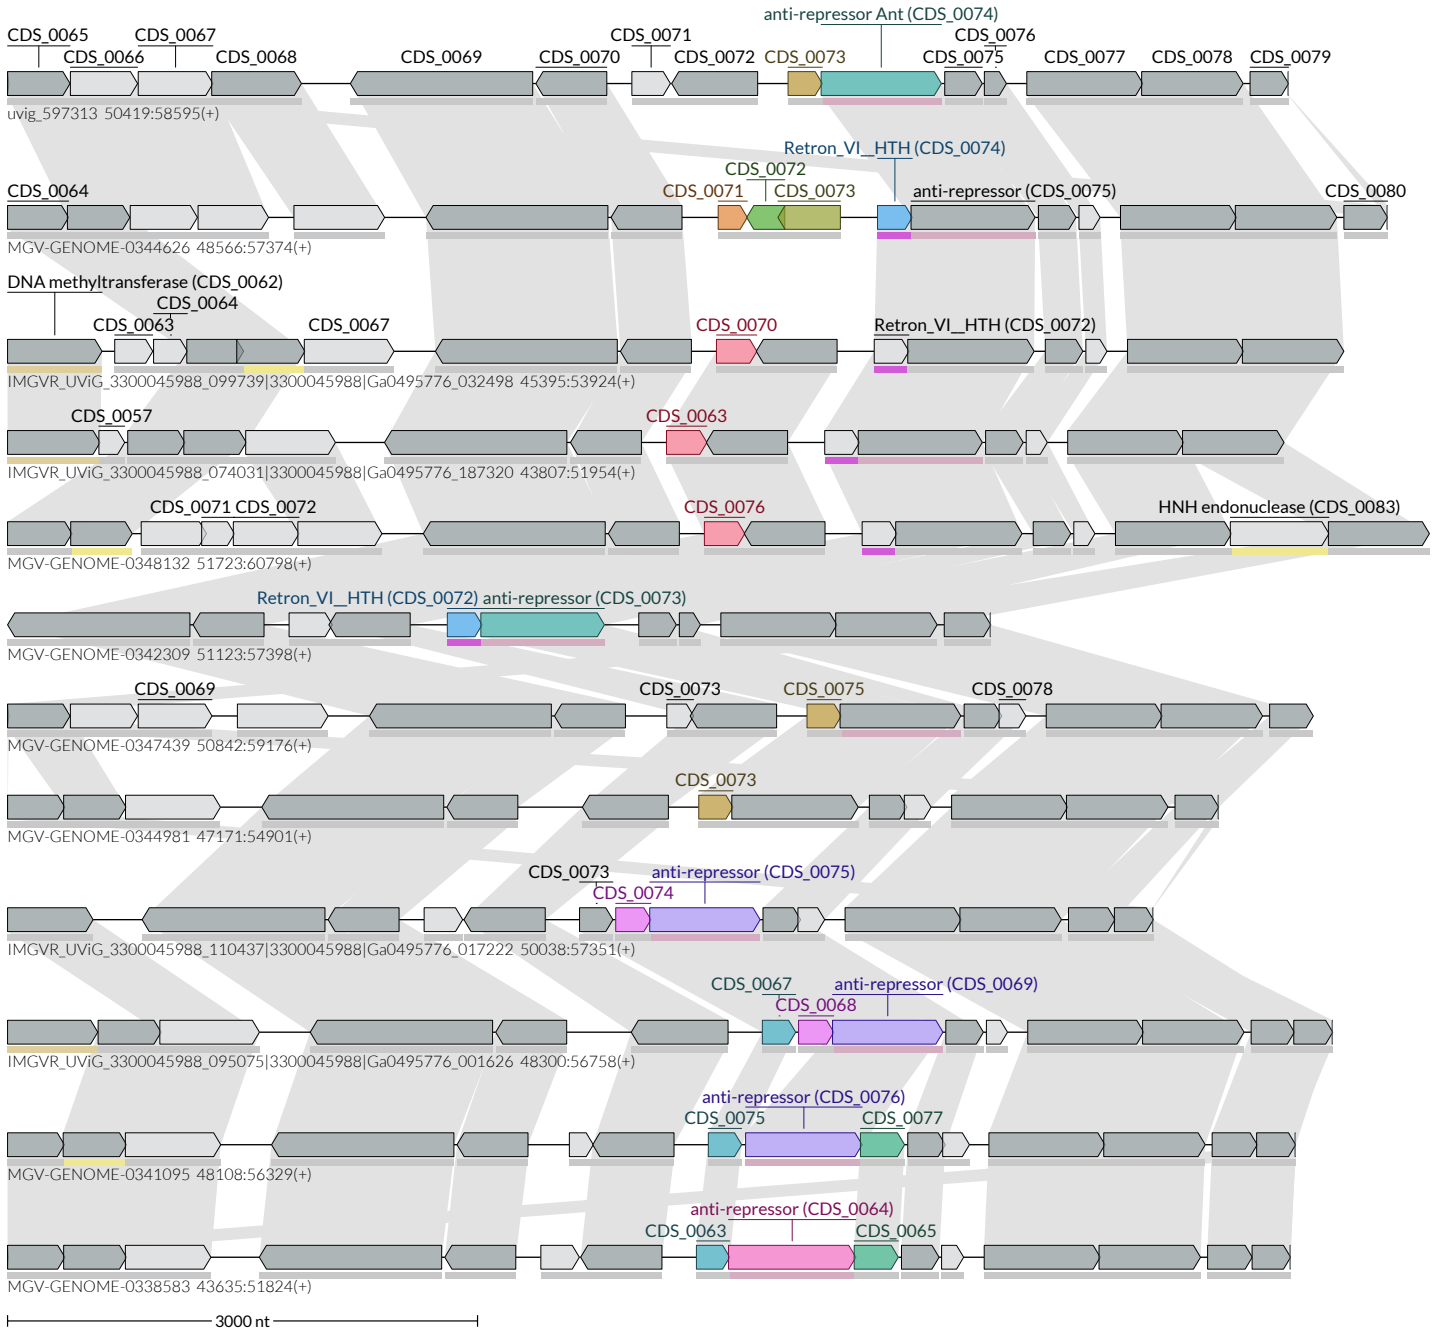 anti-repressor Ant (CDS_0074)
CDS_0065 CDS_0067 CDS_0071 CDS_0076
CDS_0066 CDS_0068 CDS_0069 CDS_0070 CDS_0072 CDS_0073 CDS_0075 CDS_0077 CDS_0078 CDS_0079
uvig_597313 50419:58595(+)
Retron_VI__HTH (CDS_0074)
CDS_0072
CDS_0064 CDS_0071 CDS_0073 anti-repressor (CDS_0075) CDS_0080
MGV-GENOME-0344626 48566:57374(+)
DNA methyltransferase (CDS_0062)
CDS_0064
CDS_0063 CDS_0067 CDS_0070 Retron_VI__HTH (CDS_0072)
IMGVR_UViG_3300045988_099739|3300045988|Ga0495776_032498 45395:53924(+)
CDS_0057 CDS_0063
IMGVR_UViG_3300045988_074031|3300045988|Ga0495776_187320 43807:51954(+)
CDS_0071 CDS_0072 CDS_0076 HNH endonuclease (CDS_0083)
MGV-GENOME-0348132 51723:60798(+)
Retron_VI__HTH (CDS_0072) anti-repressor (CDS_0073)
MGV-GENOME-0342309 51123:57398(+)
CDS_0069 CDS_0073 CDS_0075 CDS_0078
MGV-GENOME-0347439 50842:59176(+)
CDS_0073
MGV-GENOME-0344981 47171:54901(+)
CDS_0073 anti-repressor (CDS_0075)
CDS_0074
IMGVR_UViG_3300045988_110437|3300045988|Ga0495776_017222 50038:57351(+)
CDS_0067 anti-repressor (CDS_0069)
CDS_0068
IMGVR_UViG_3300045988_095075|3300045988|Ga0495776_001626 48300:56758(+)
anti-repressor (CDS_0076)
CDS_0075 CDS_0077
MGV-GENOME-0341095 48108:56329(+)
anti-repressor (CDS_0064)
CDS_0063 CDS_0065
MGV-GENOME-0338583 43635:51824(+)
3000 nt